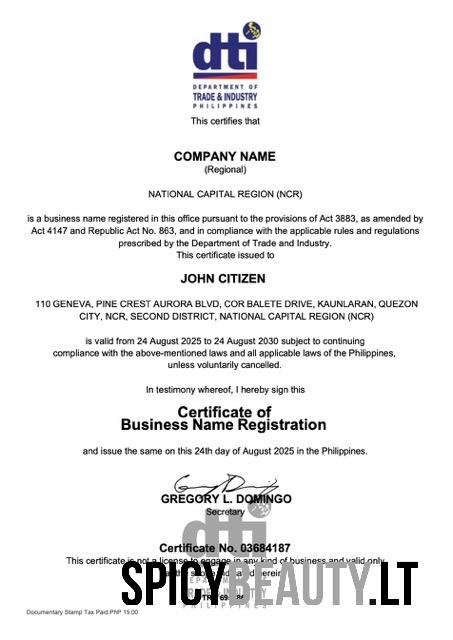 dti
DEPARTMENT OF
TRADE & INDUSTRY
PHILIPPINES
This certifies that
COMPANY NAME
(Regional)
NATIONAL CAPITAL REGION (NCR)
is a business name registered in this office pursuant to the provisions of Act 3883, as amended by
Act 4147 and Republic Act No. 863, and in compliance with the applicable rules and regulations
prescribed by the Department of Trade and Industry.
This certificate issued to
JOHN CITIZEN
110 GENEVA, PINE CREST AURORA BLVD, COR BALETE DRIVE, KAUNLARAN, QUEZON
CITY, NCR, SECOND DISTRICT, NATIONAL CAPITAL REGION (NCR)
is valid from 24 August 2025 to 24 August 2030 subject to continuing
compliance with the above-mentioned laws and all applicable laws of the Philippines,
unless voluntarily cancelled.
In testimony whereof, I hereby sign this
Certificate of
Business Name Registration
and issue the same on this 24th day of August 2025 in the Philippines.
GREGORY L. DOMINGO
Secretary
dti
Certificate No. 03684187
This certificate is not a license to engage in any kind of business and valid only
SPICYBEAUTY.LT
PHILIPPINES
Documentary Stamp Tax Paid PhP 15.00